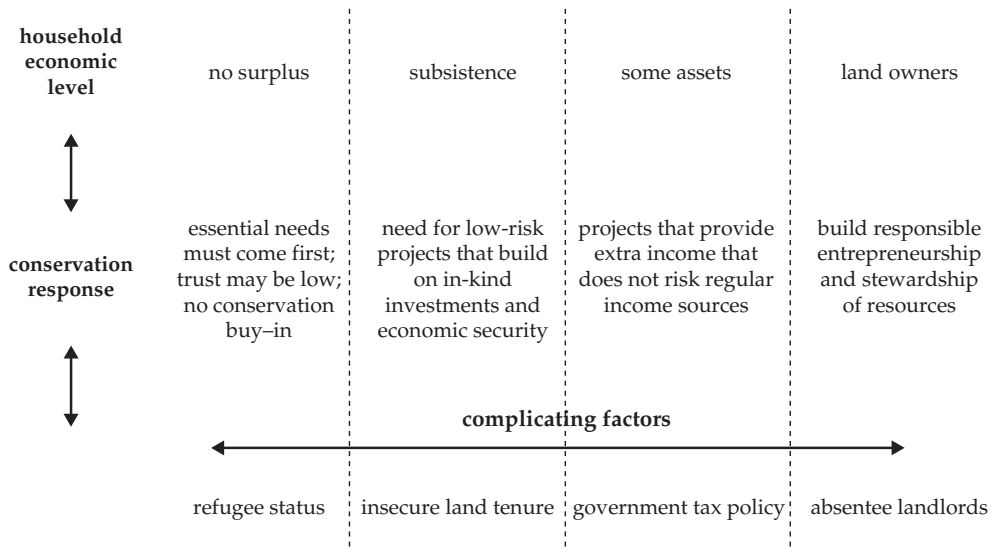 household
economic
level
no surplus
subsistence
some assets
land owners
conservation
response
essential needs
must come first;
trust may be low;
no conservation
buy–in
need for low-risk
projects that build
on in-kind
investments and
economic security
projects that provide
extra income that
does not risk regular
income sources
build responsible
entrepreneurship
and stewardship
of resources
complicating factors
refugee status
insecure land tenure
government tax policy
absentee landlords